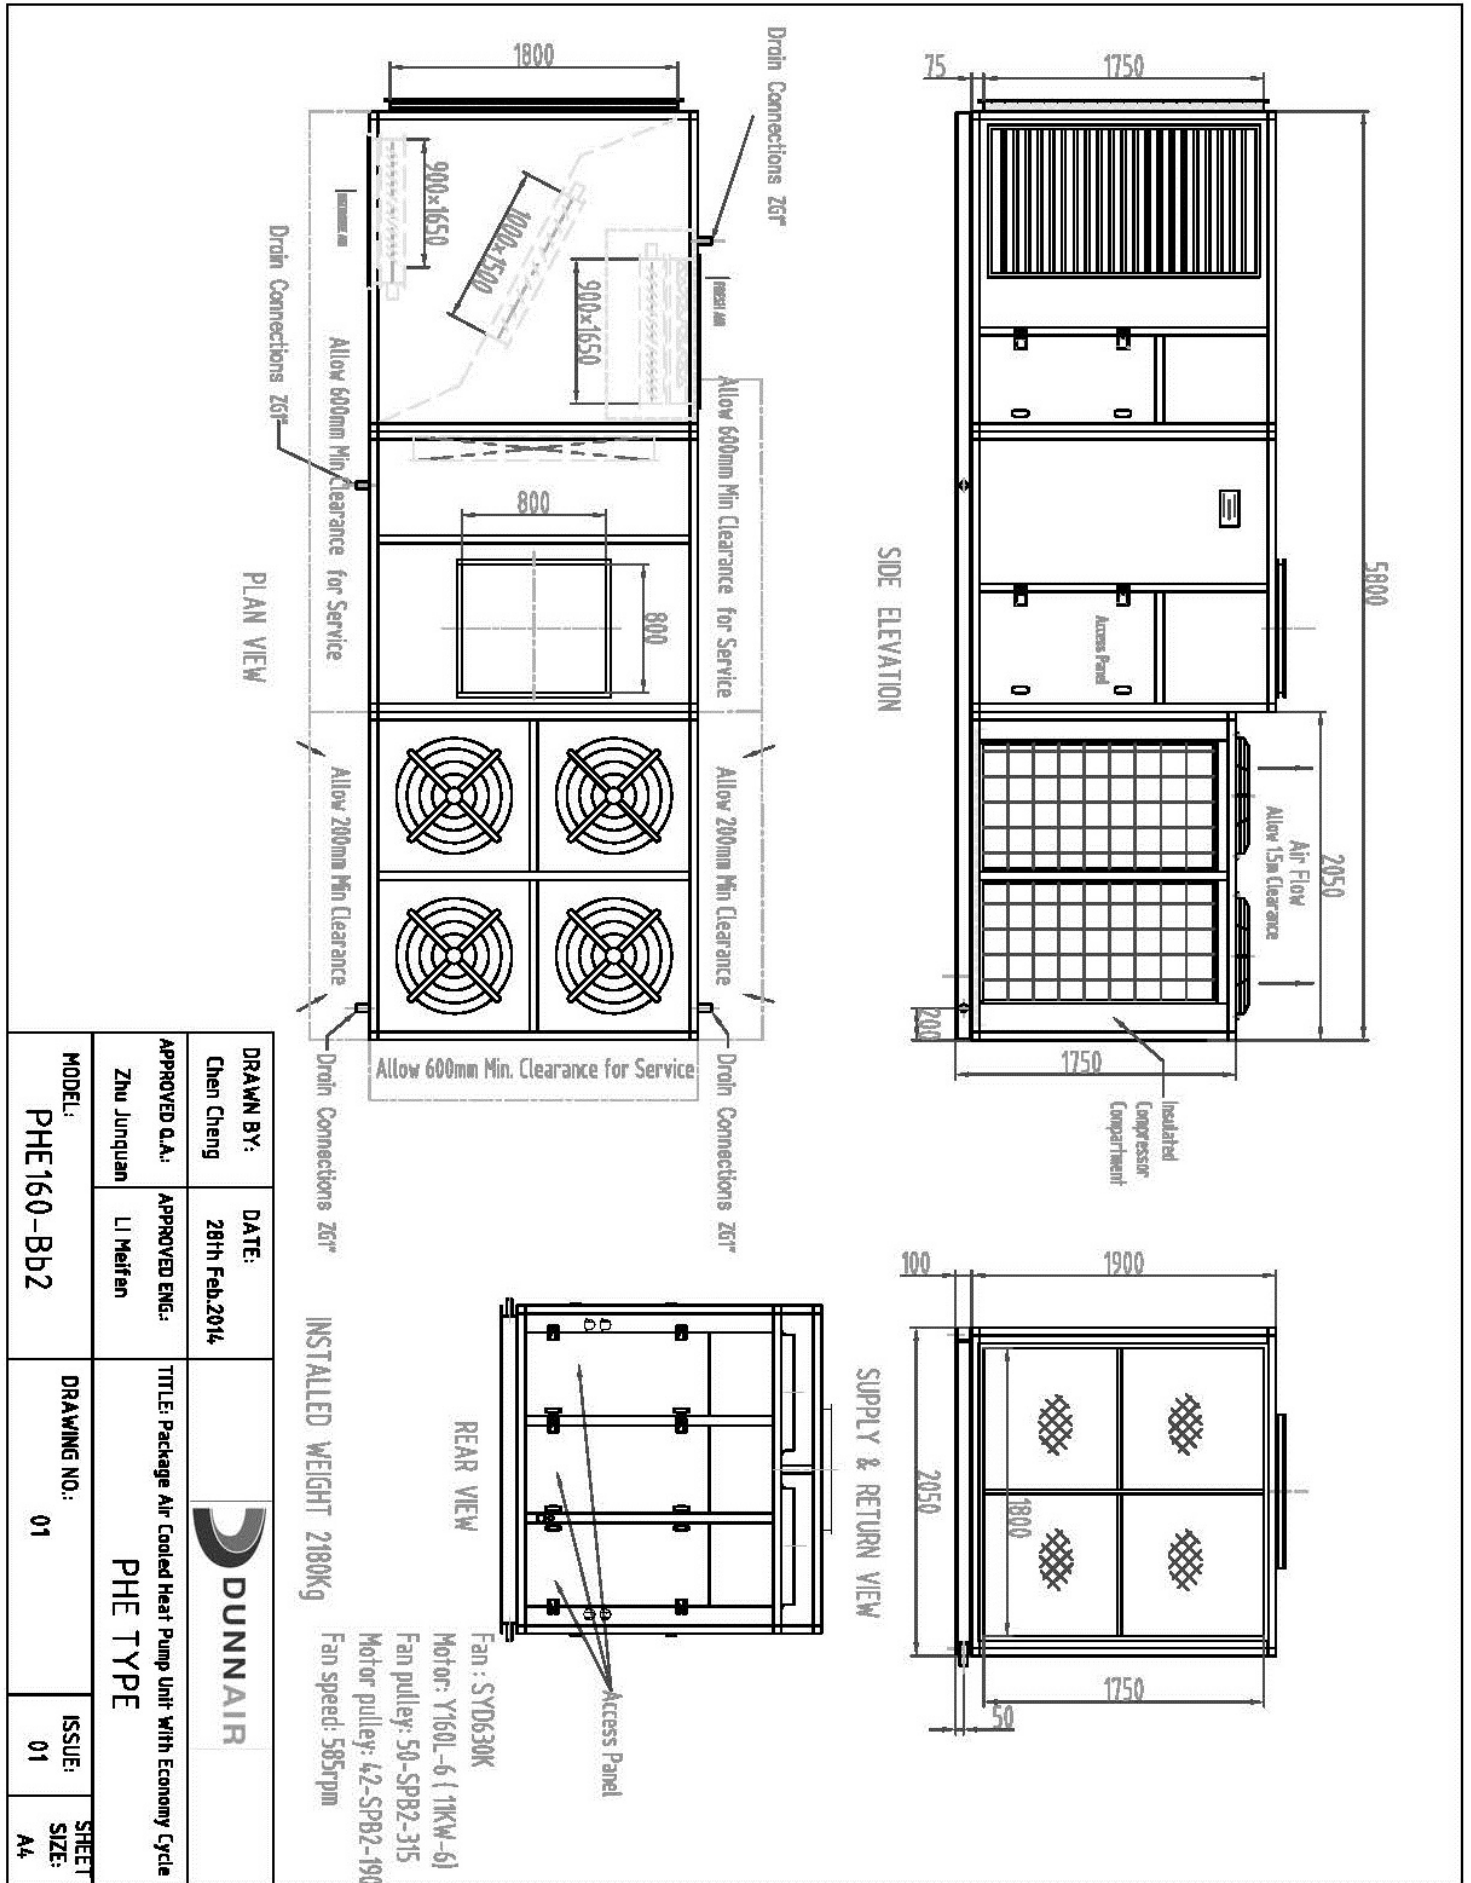 5800
1750
75
2050
Air Flow
Allow 1.5m Clearance
Access Panel
200
1750
Insulated
Compressor
Compartment
SIDE ELEVATION
1900
100
1800
2050
1750
50
SUPPLY & RETURN VIEW
Drain Connections ZG1"
1800
FRESH AIR
900x1650
1000x1500
900x1650
Allow 600mm Min Clearance for Service
Allow 200mm Min Clearance
Drain Connections ZG1"
800
800
Allow 600mm Min. Clearance for Service
Allow 600mm Min Clearance for Service
Allow 200mm Min Clearance
Drain Connections ZG1"
Drain Connections ZG1"
PLAN VIEW
Access Panel
REAR VIEW
INSTALLED WEIGHT 2180Kg
Fan: SYD630K
Motor: Y160L-6 ( 11KW-6)
Fan pulley: 50-SPB2-315
Motor pulley: 42-SPB2-190
Fan speed: 585rpm
DRAWN BY:
Chen Cheng
DATE:
28th Feb.2014
DUNNAIR
APPROVED Q.A.:
Zhu Junquan
APPROVED ENG.:
LI Meifen
TITLE: Package Air Cooled Heat Pump Unit With Economy Cycle
PHE TYPE
MODEL:
PHE160-Bb2
DRAWING NO.:
01
ISSUE:
01
SHEET
SIZE:
A4